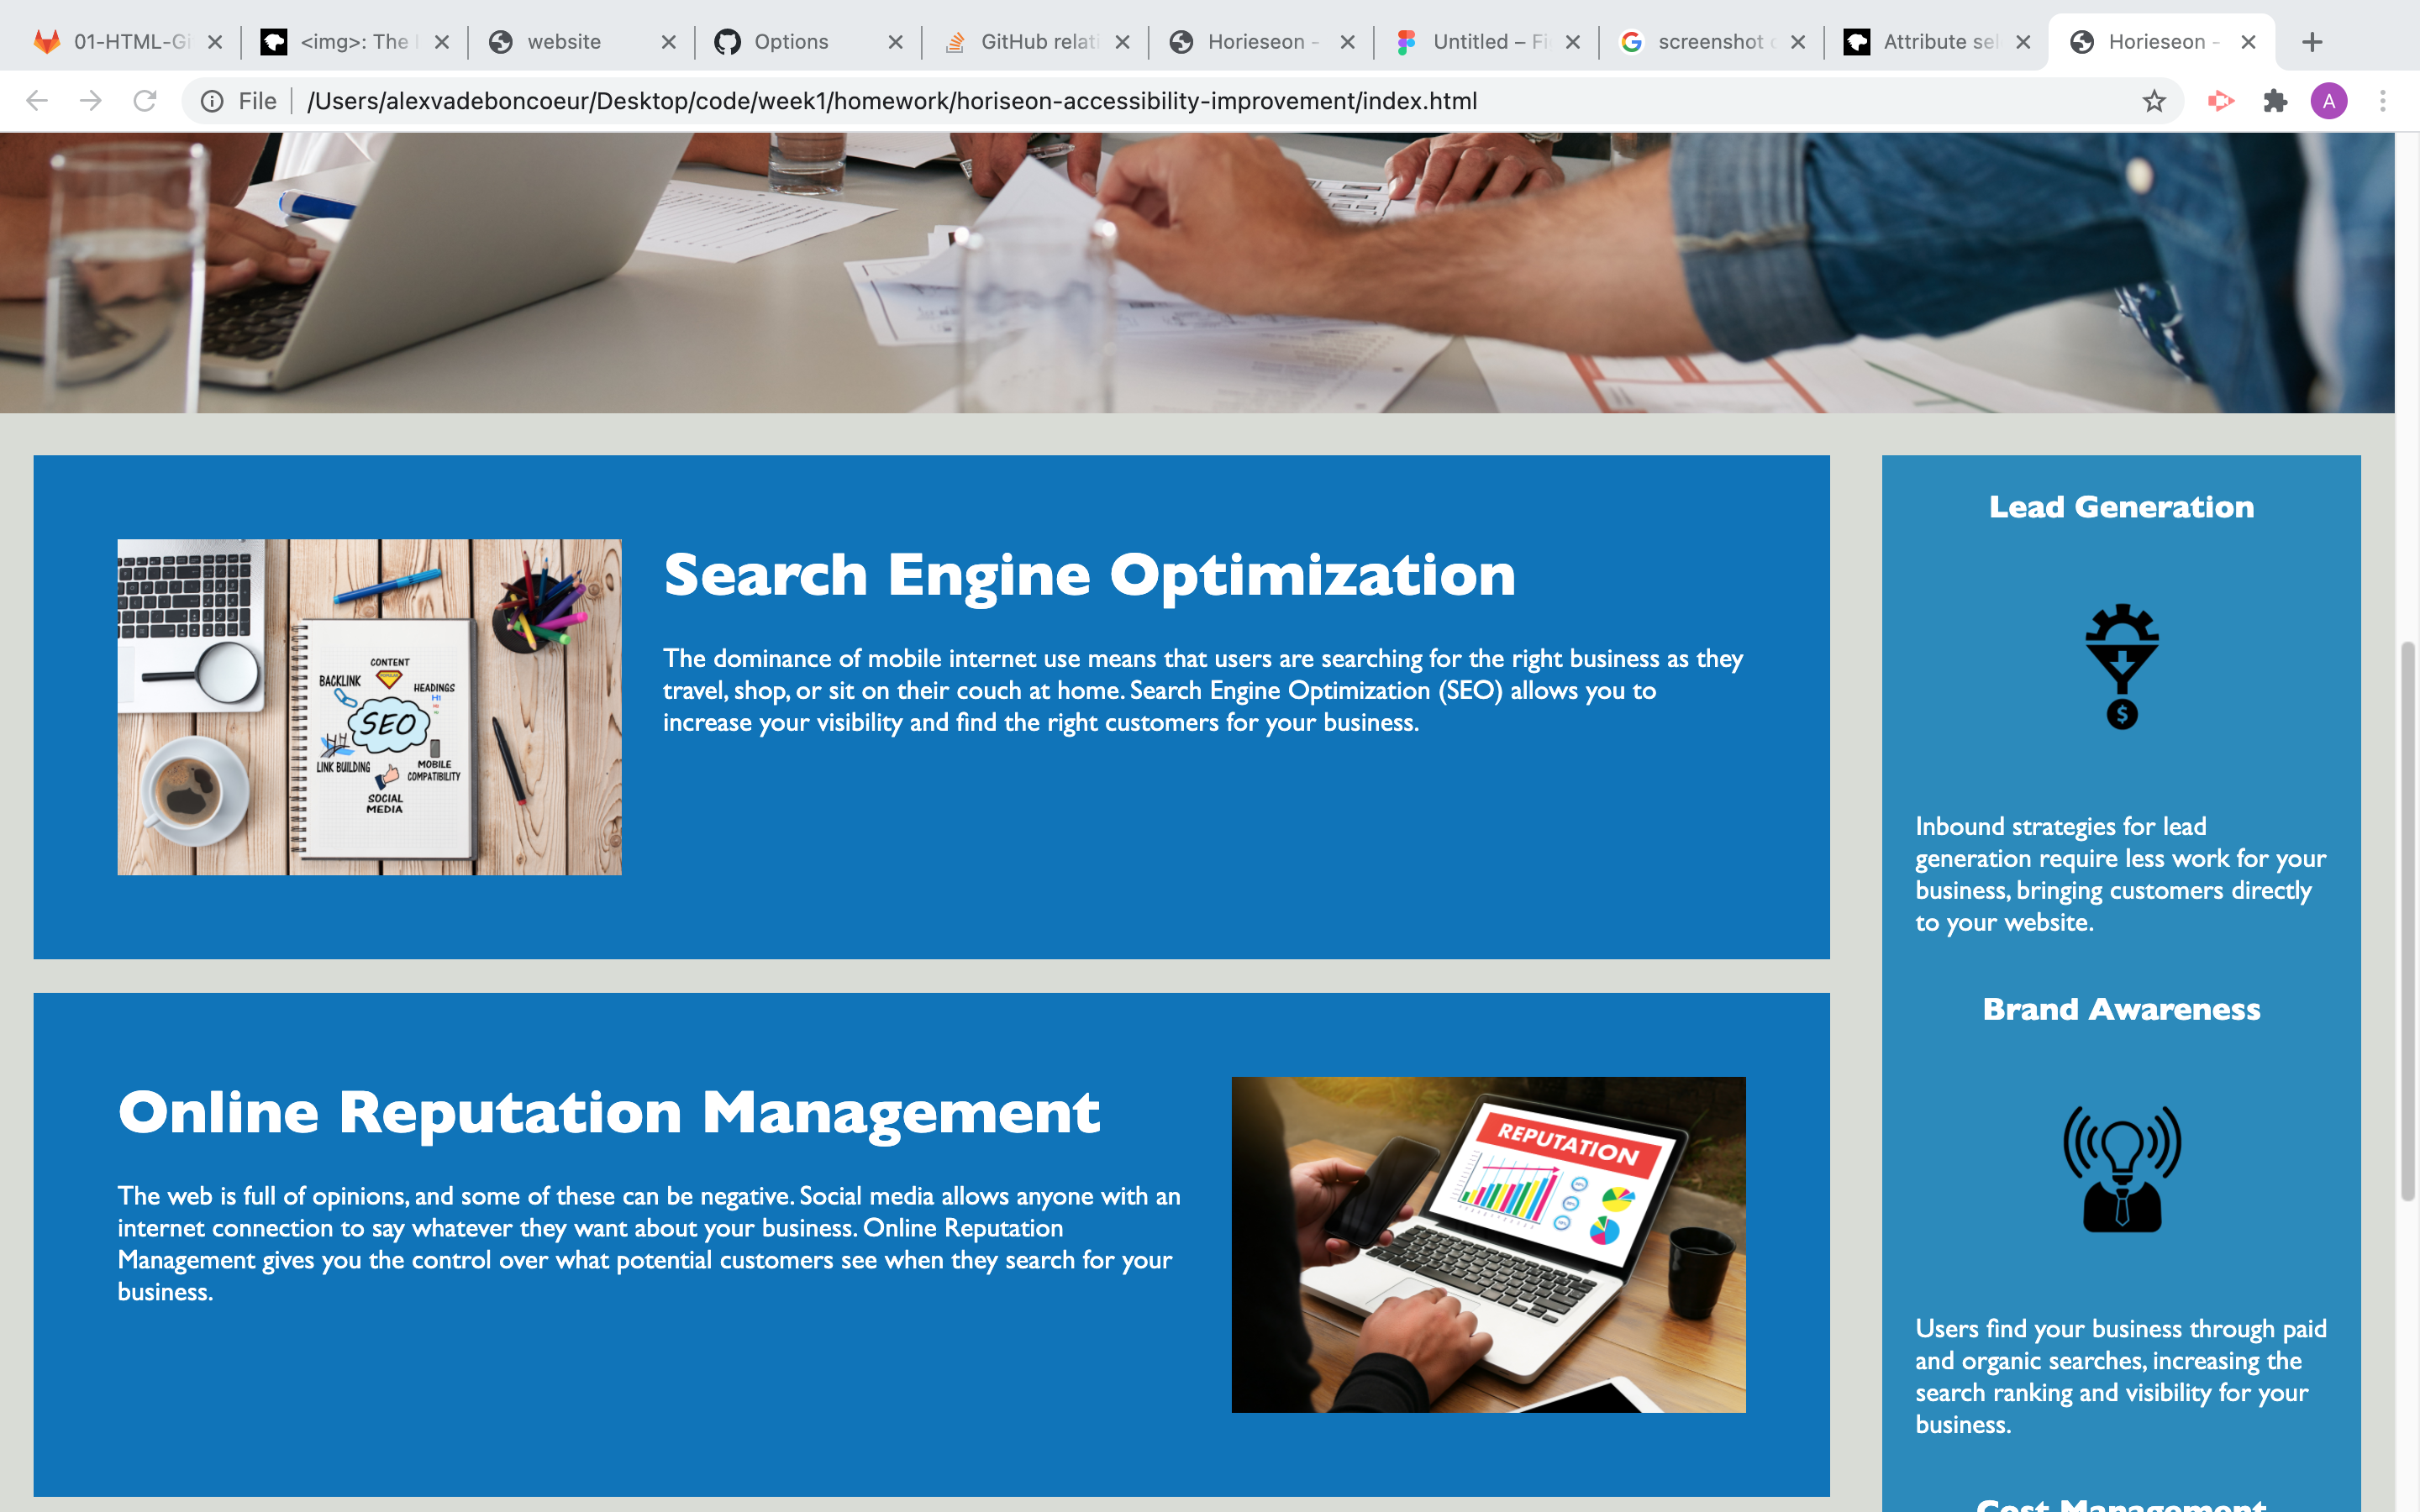 01-HTML-Gi
<img>: The
website
Options
GitHub relati
Horieseon -
Untitled – Fi
screenshot
Attribute sel
Horieseon -
File
/Users/alexvadeboncoeur/Desktop/code/week1/homework/horiseon-accessibility-improvement/index.html
A
Search Engine Optimization
The dominance of mobile internet use means that users are searching for the right business as they
travel, shop, or sit on their couch at home. Search Engine Optimization (SEO) allows you to
increase your visibility and find the right customers for your business.
CONTENT
BACKLINK
HEADINGS
H1
SEO
LINK BUILDING
MOBILE
COMPATIBILITY
SOCIAL
MEDIA
Online Reputation Management
The web is full of opinions, and some of these can be negative. Social media allows anyone with an
internet connection to say whatever they want about your business. Online Reputation
Management gives you the control over what potential customers see when they search for your
business.
REPUTATION
Lead Generation
$
Inbound strategies for lead
generation require less work for your
business, bringing customers directly
to your website.
Brand Awareness
Users find your business through paid
and organic searches, increasing the
search ranking and visibility for your
business.
Cost Management